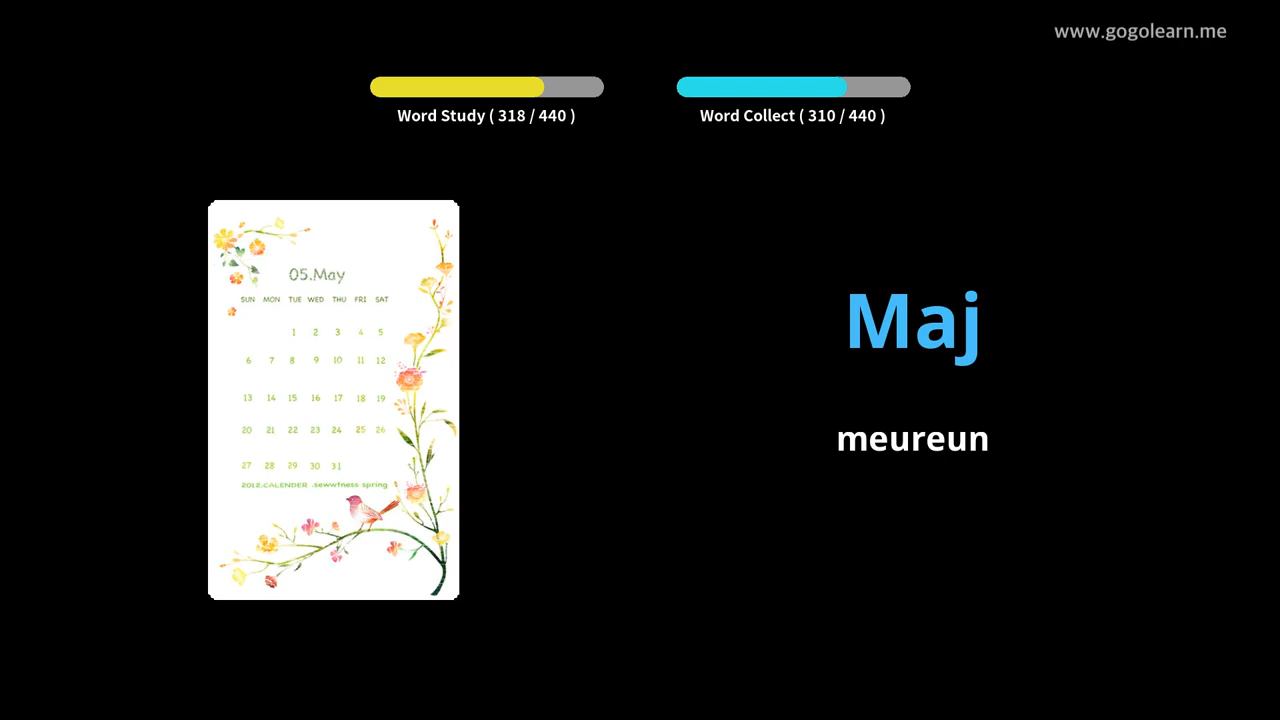 www.gogolearn.me
Word Study ( 318 / 440 )
Word Collect ( 310 / 440 )
05.May
SUN MON TUE WED THU FRI SAT
1 2 3 4 5
6 7 8 9 10 11 12
13 14 15 16 17 18 19
20 21 22 23 24 25 26
27 28 29 30 31
2012.CALENDER .sewwtness spring
Maj
meureun